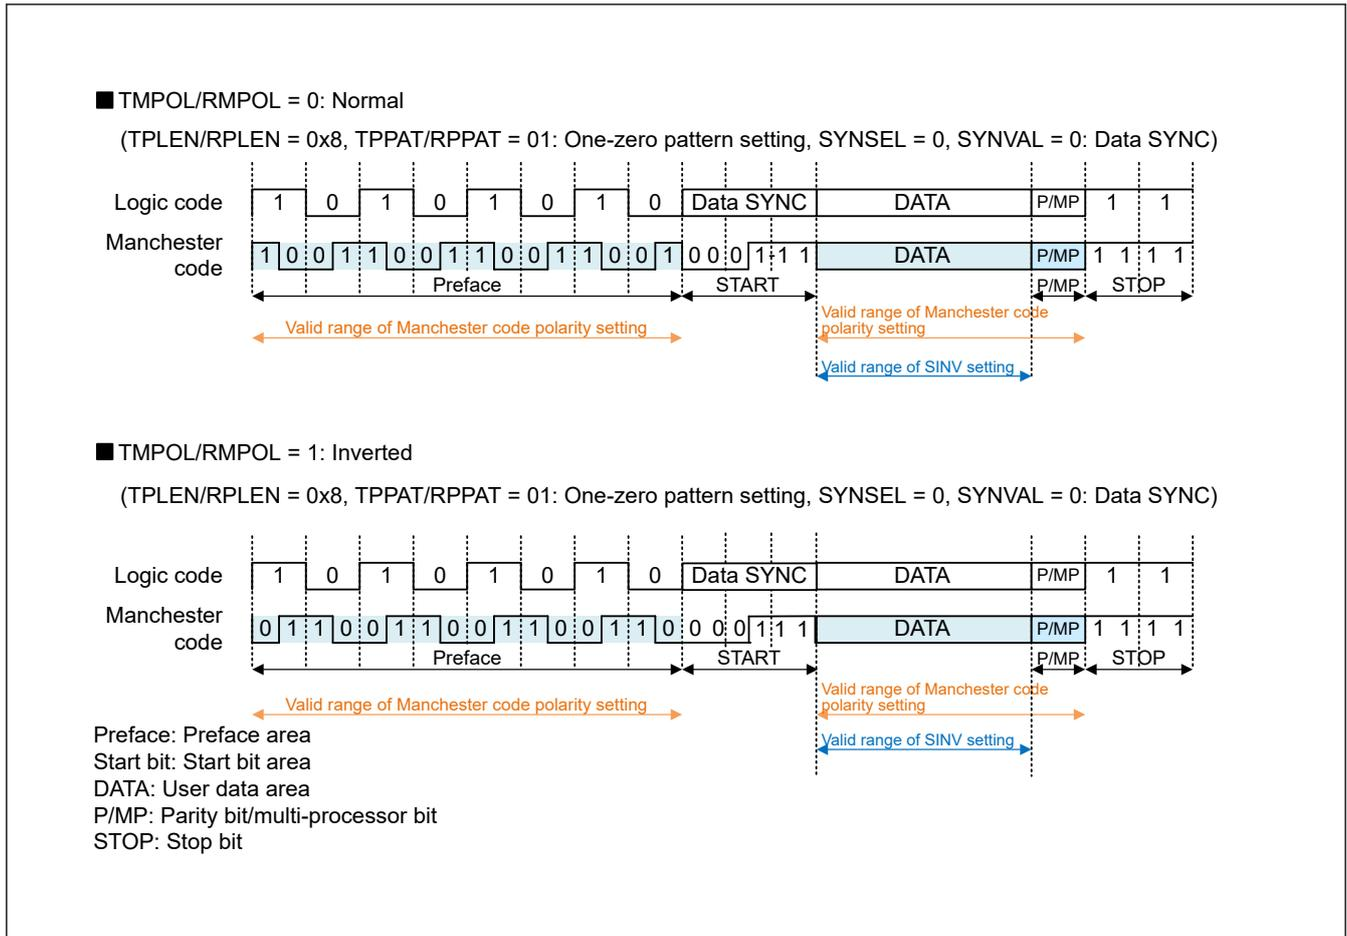 ■ TMPOL/RMPOL = 0: Normal
(TPLEN/RPLEN = 0x8, TPPAT/RPPAT = 01: One-zero pattern setting, SYNSEL = 0, SYNVAL = 0: Data SYNC)
Logic code 1 0 1 0 1 0 1 0 Data SYNC DATA P/MP 1 1
Manchester
code
1 0 0 1 1 0 0 1 1 0 0 1 1 0 0 1 0 0 0 1 1 1 DATA P/MP 1 1 1 1
Preface START P/MP STOP
Valid range of Manchester code polarity setting
Valid range of Manchester code
polarity setting
Valid range of SINV setting
■ TMPOL/RMPOL = 1: Inverted
(TPLEN/RPLEN = 0x8, TPPAT/RPPAT = 01: One-zero pattern setting, SYNSEL = 0, SYNVAL = 0: Data SYNC)
Logic code 1 0 1 0 1 0 1 0 Data SYNC DATA P/MP 1 1
Manchester
code
0 1 1 0 0 1 1 0 0 1 1 0 0 1 1 0 0 0 0 1 1 1 DATA P/MP 1 1 1 1
Preface START P/MP STOP
Valid range of Manchester code polarity setting
Valid range of Manchester code
polarity setting
Valid range of SINV setting
Preface: Preface area
Start bit: Start bit area
DATA: User data area
P/MP: Parity bit/multi-processor bit
STOP: Stop bit